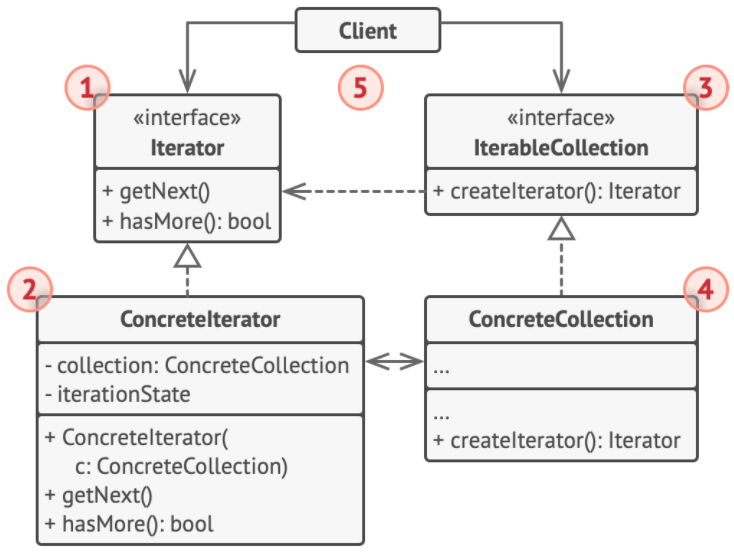 Client
1
5
3
«interface»
Iterator
+ getNext()
+ hasMore(): bool
«interface»
IterableCollection
+ createIterator(): Iterator
2
ConcreteIterator
- collection: ConcreteCollection
- iterationState
+ ConcreteIterator(
c: ConcreteCollection)
+ getNext()
+ hasMore(): bool
4
ConcreteCollection
...
...
+ createIterator(): Iterator